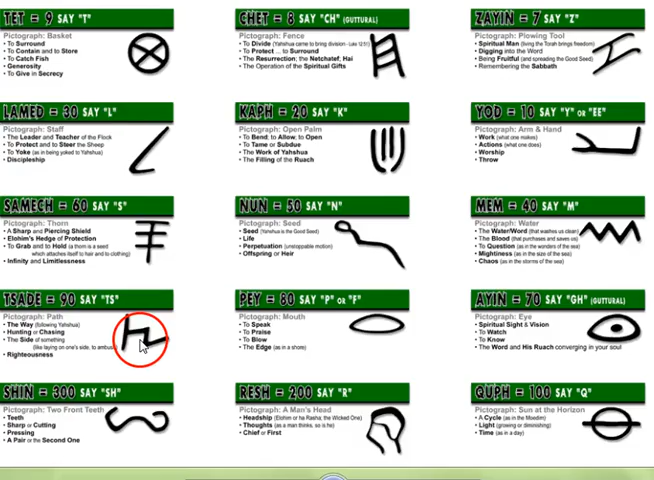 TET = 9 SAY "T"
Pictograph: Basket
• To Surround
• To Contain and to Store
• To Catch Fish
• Generosity
• To Give in Secrecy
CHET = 8 SAY "CH" (GUTTURAL)
Pictograph: Fence
• To Divide (Yahshua came to bring division - Luke 12:51)
• To Protect ... to Surround
• The Resurrection; the Netchatef; Hai
• The Operation of the Spiritual Gifts
ZAYIN = 7 SAY "Z"
Pictograph: Plowing Tool
• Spiritual Man (living the Torah brings freedom)
• Digging into the Word
• Being Fruitful (and spreading the Good Seed)
• Remembering the Sabbath
LAMED = 30 SAY "L"
Pictograph: Staff
• The Leader and Teacher of the Flock
• To Protect and to Steer the Sheep
• To Yoke (as in being yoked to Yahshua)
• Discipleship
KAPH = 20 SAY "K"
Pictograph: Open Palm
• To Bend; to Allow; to Open
• To Tame or Subdue
• The Work of Yahshua
• The Filling of the Ruach
YOD = 10 SAY "Y" OR "EE"
Pictograph: Arm & Hand
• Work (what one makes)
• Actions (what one does)
• Worship
• Throw
SAMECH = 60 SAY "S"
Pictograph: Thorn
• A Sharp and Piercing Shield
• Elohim's Hedge of Protection
• To Grab and to Hold (as them is a seed
which attaches itself to hair and to clothing)
• Infinity and Limitlessness
NUN = 50 SAY "N"
Pictograph: Seed
• Seed (Yahshua is the Good Seed)
• Life
• Perpetuation (unstoppable motion)
• Offspring or Heir
MEM = 40 SAY "M"
Pictograph: Water
• The Water/Word (that washes us clean)
• The Blood (that purchases and saves us)
• To Question (as in the wonders of the sea)
• Mightiness (as in the size of the sea)
• Chaos (as in the storms of the sea)
TSADE = 90 SAY "TS"
Pictograph: Path
• The Way (following Yahshua)
• Hunting or Chasing
• The Side of something
(like laying on one's side, to ambush
• Righteousness
PEY = 80 SAY "P" OR "F"
Pictograph: Mouth
• To Speak
• To Praise
• To Blow
• The Edge (as in a shore)
AYIN = 70 SAY "GH" (GUTTURAL)
Pictograph: Eye
• Spiritual Sight & Vision
• To Watch
• To Know
• The Word and His Ruach converging in your soul
SHIN = 300 SAY "SH"
Pictograph: Two Front Teeth
• Teeth
• Sharp or Cutting
• Pressing
• A Pair or the Second One
RESH = 200 SAY "R"
Pictograph: A Man's Head
• Headship (Elohim or ha Rasha; the Wicked One)
• Thoughts (as a man thinks, so is he)
• Chief or First
QUPH = 100 SAY "Q"
Pictograph: Sun at the Horizon
• A Cycle (as in the Moedim)
• Light (growing or diminishing)
• Time (as in a day)